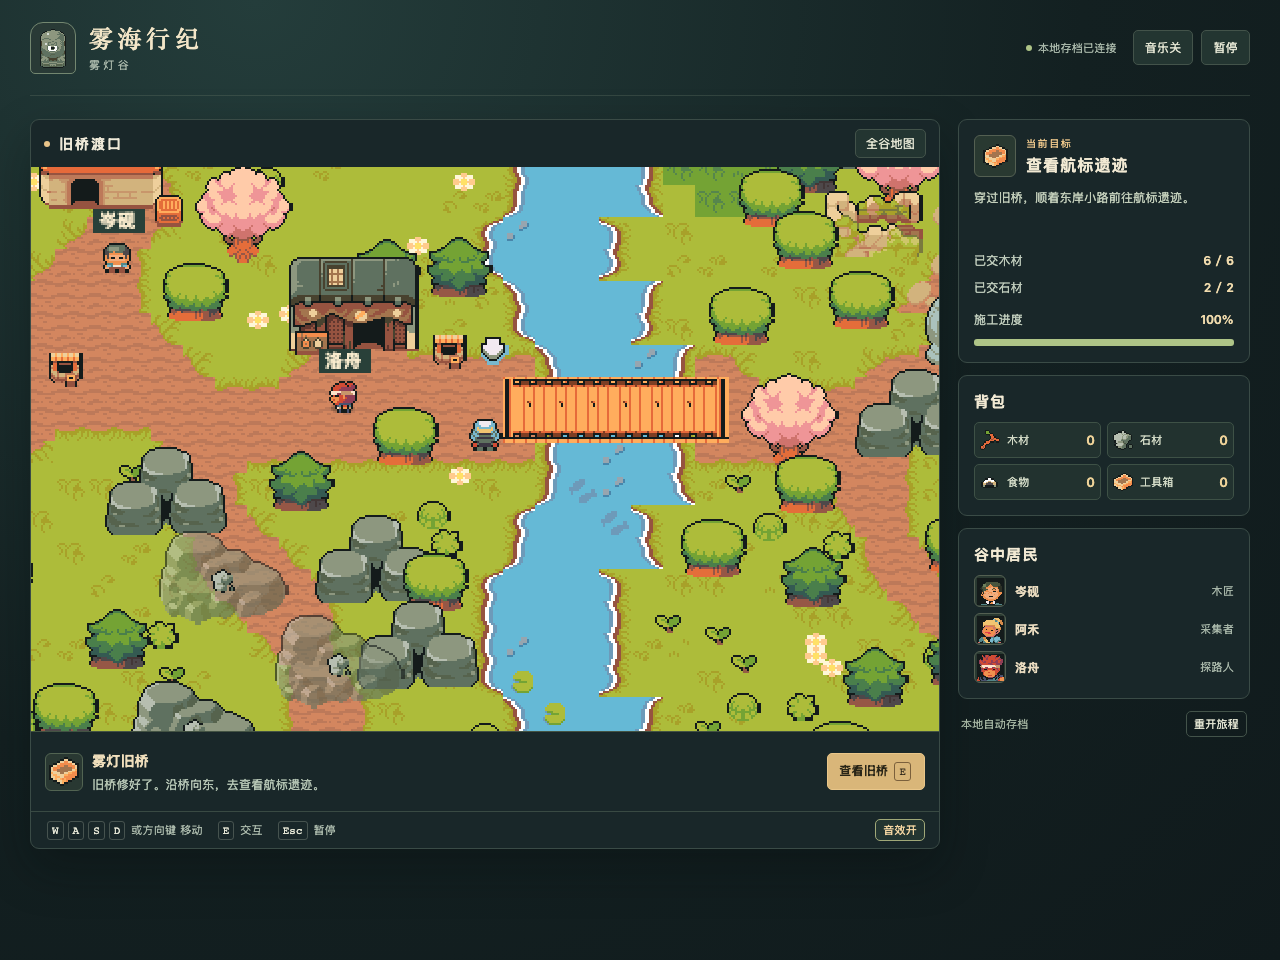 雾海行纪
雾灯谷
本地存档已连接
音乐关
暂停
旧桥渡口
全谷地图
岑砚
洛舟
雾灯旧桥
旧桥修好了。沿桥向东，去查看航标遗迹。
查看旧桥 E
W A S D 或方向键 移动 E 交互 Esc 暂停
音效开
当前目标
查看航标遗迹
穿过旧桥，顺着东岸小路前往航标遗迹。
已交木材 6 / 6
已交石材 2 / 2
施工进度 100%
背包
木材 0
石材 0
食物 0
工具箱 0
谷中居民
岑砚 木匠
阿禾 采集者
洛舟 探路人
本地自动存档
重开旅程